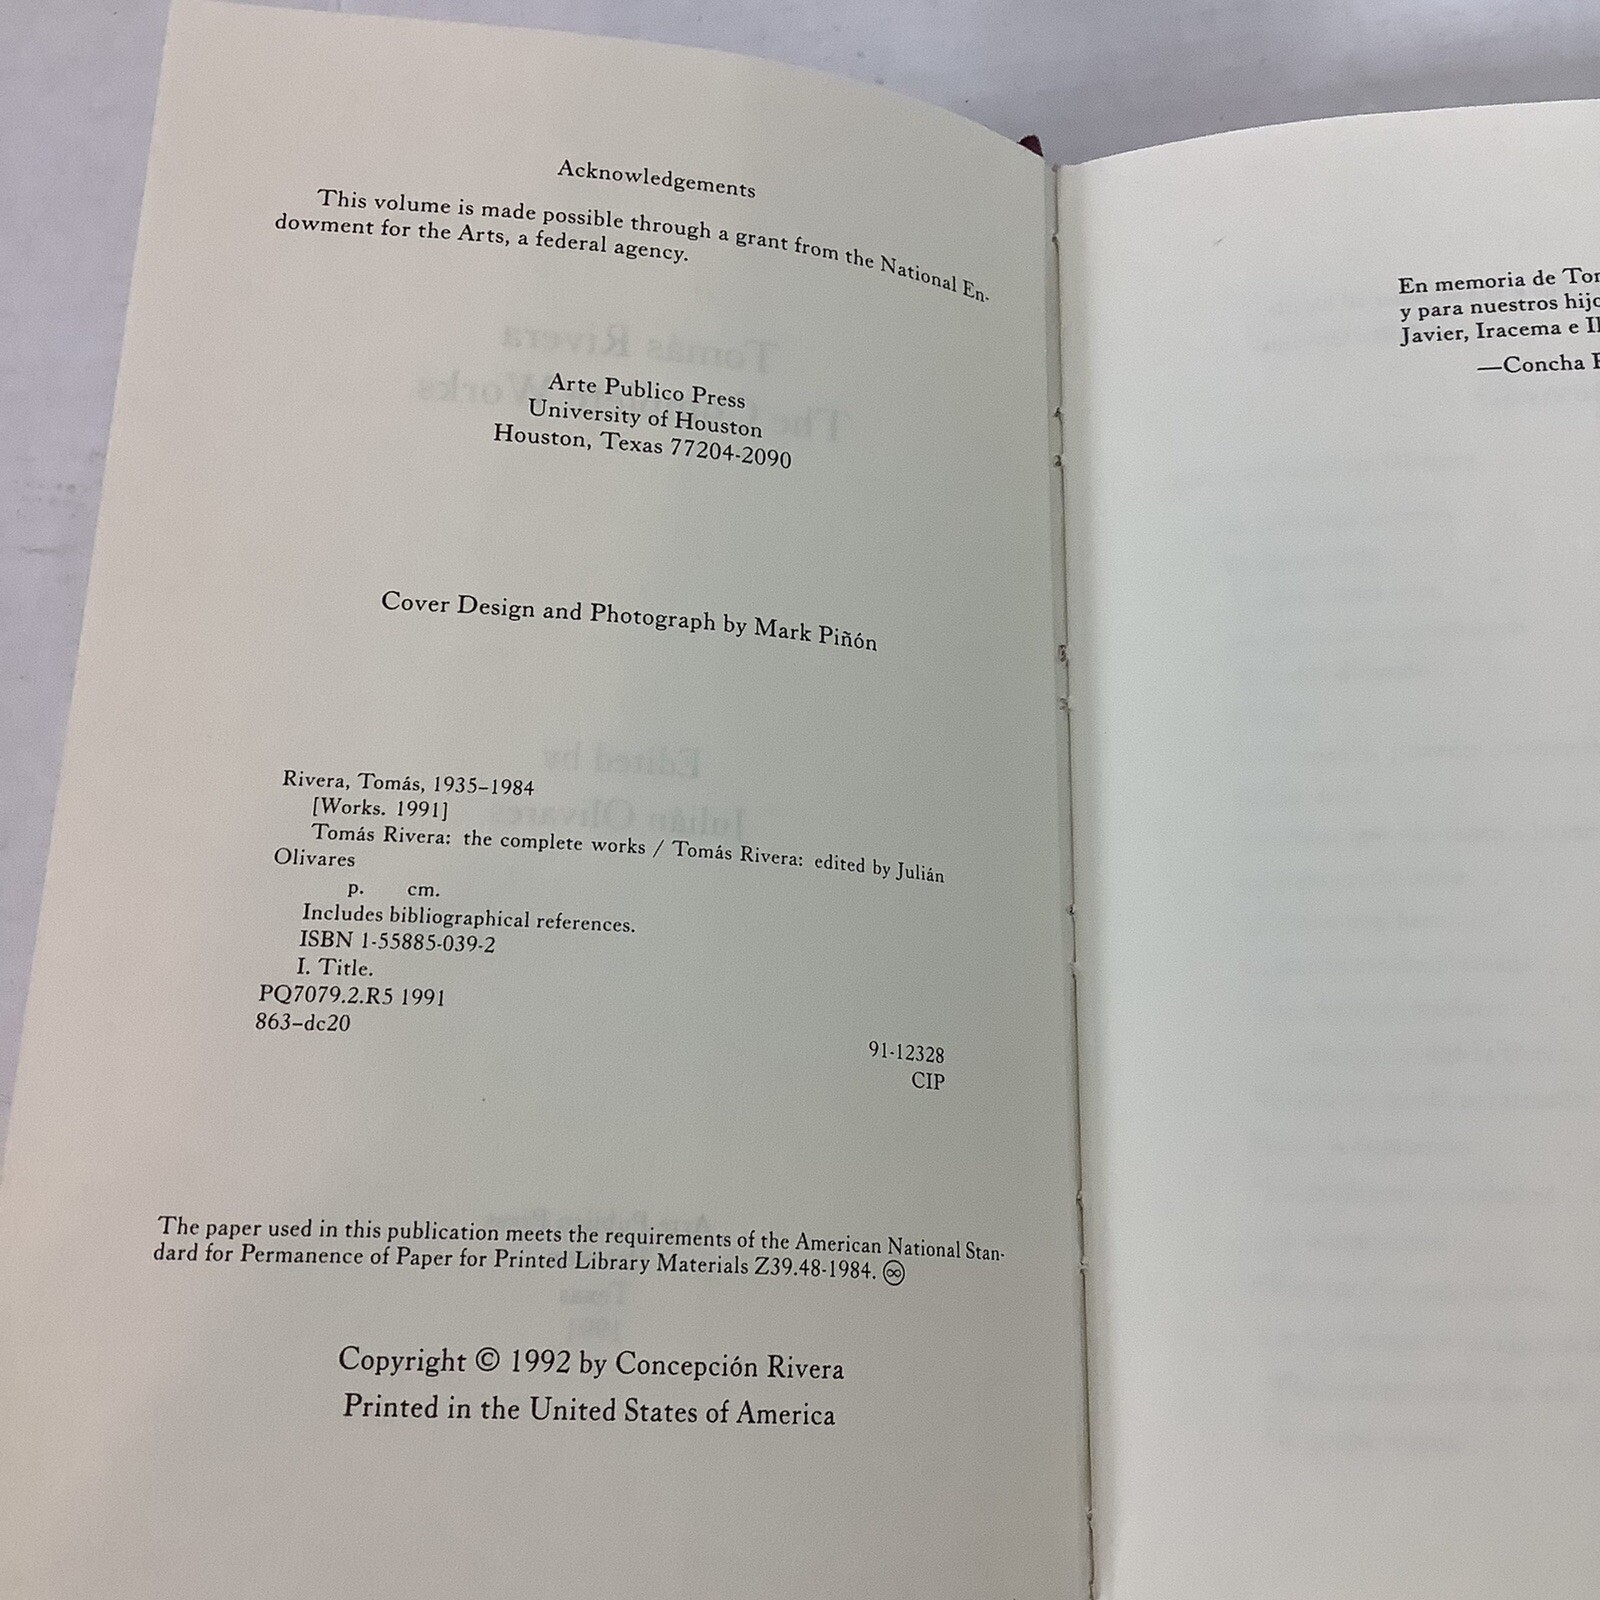 Acknowledgements
This volume is made possible through a grant from the National En-
dowment for the Arts, a federal agency.
Arte Publico Press
University of Houston
Houston, Texas 77204-2090
Cover Design and Photograph by Mark Piñón
Rivera, Tomás, 1935–1984
[Works. 1991]
Tomás Rivera: the complete works / Tomás Rivera: edited by Julián
Olivares
p. cm.
Includes bibliographical references.
ISBN 1-55885-039-2
I. Title.
PQ7079.2.R5 1991
863–dc20
91-12328
CIP
The paper used in this publication meets the requirements of the American National Stan-
dard for Permanence of Paper for Printed Library Materials Z39.48-1984. ♾
Copyright © 1992 by Concepción Rivera
Printed in the United States of America
En memoria de
y para nuestros
Javier, Iracema e
—Concha